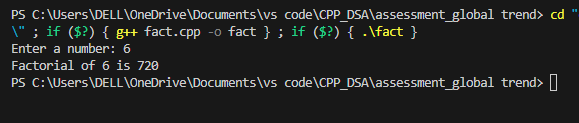 PS C:\Users\DELL\OneDrive\Documents\vs code\CPP_DSA\assessment_global trend> cd "
\" ; if ($?) { g++ fact.cpp -o fact } ; if ($?) { .\fact }
Enter a number: 6
Factorial of 6 is 720
PS C:\Users\DELL\OneDrive\Documents\vs code\CPP_DSA\assessment_global trend>